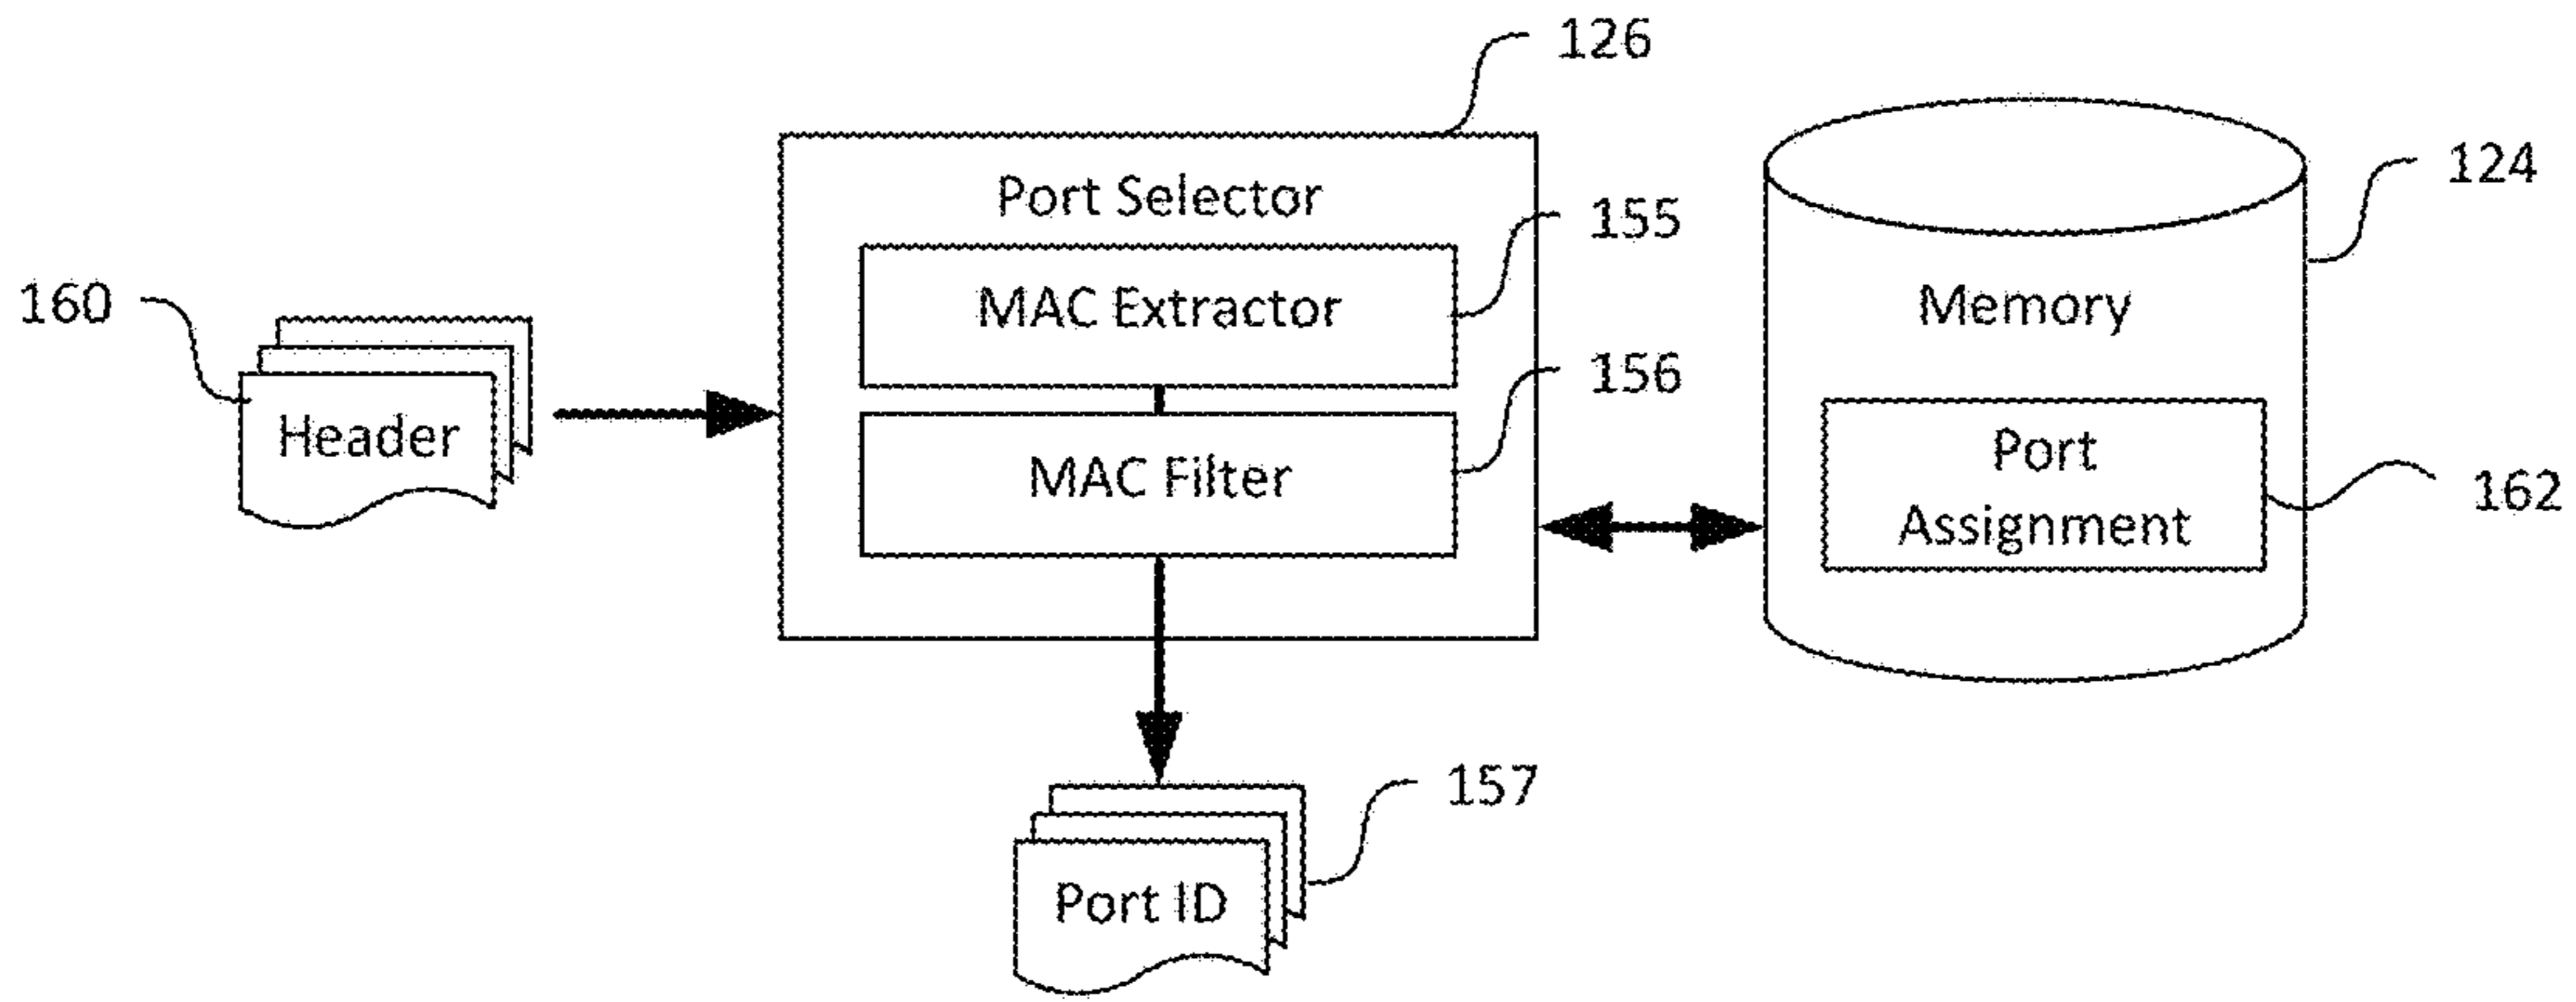 126
Port Selector
124
155
MAC Extractor
160
Memory
156
Header
MAC Filter
Port
Assignment
162
157
Port ID